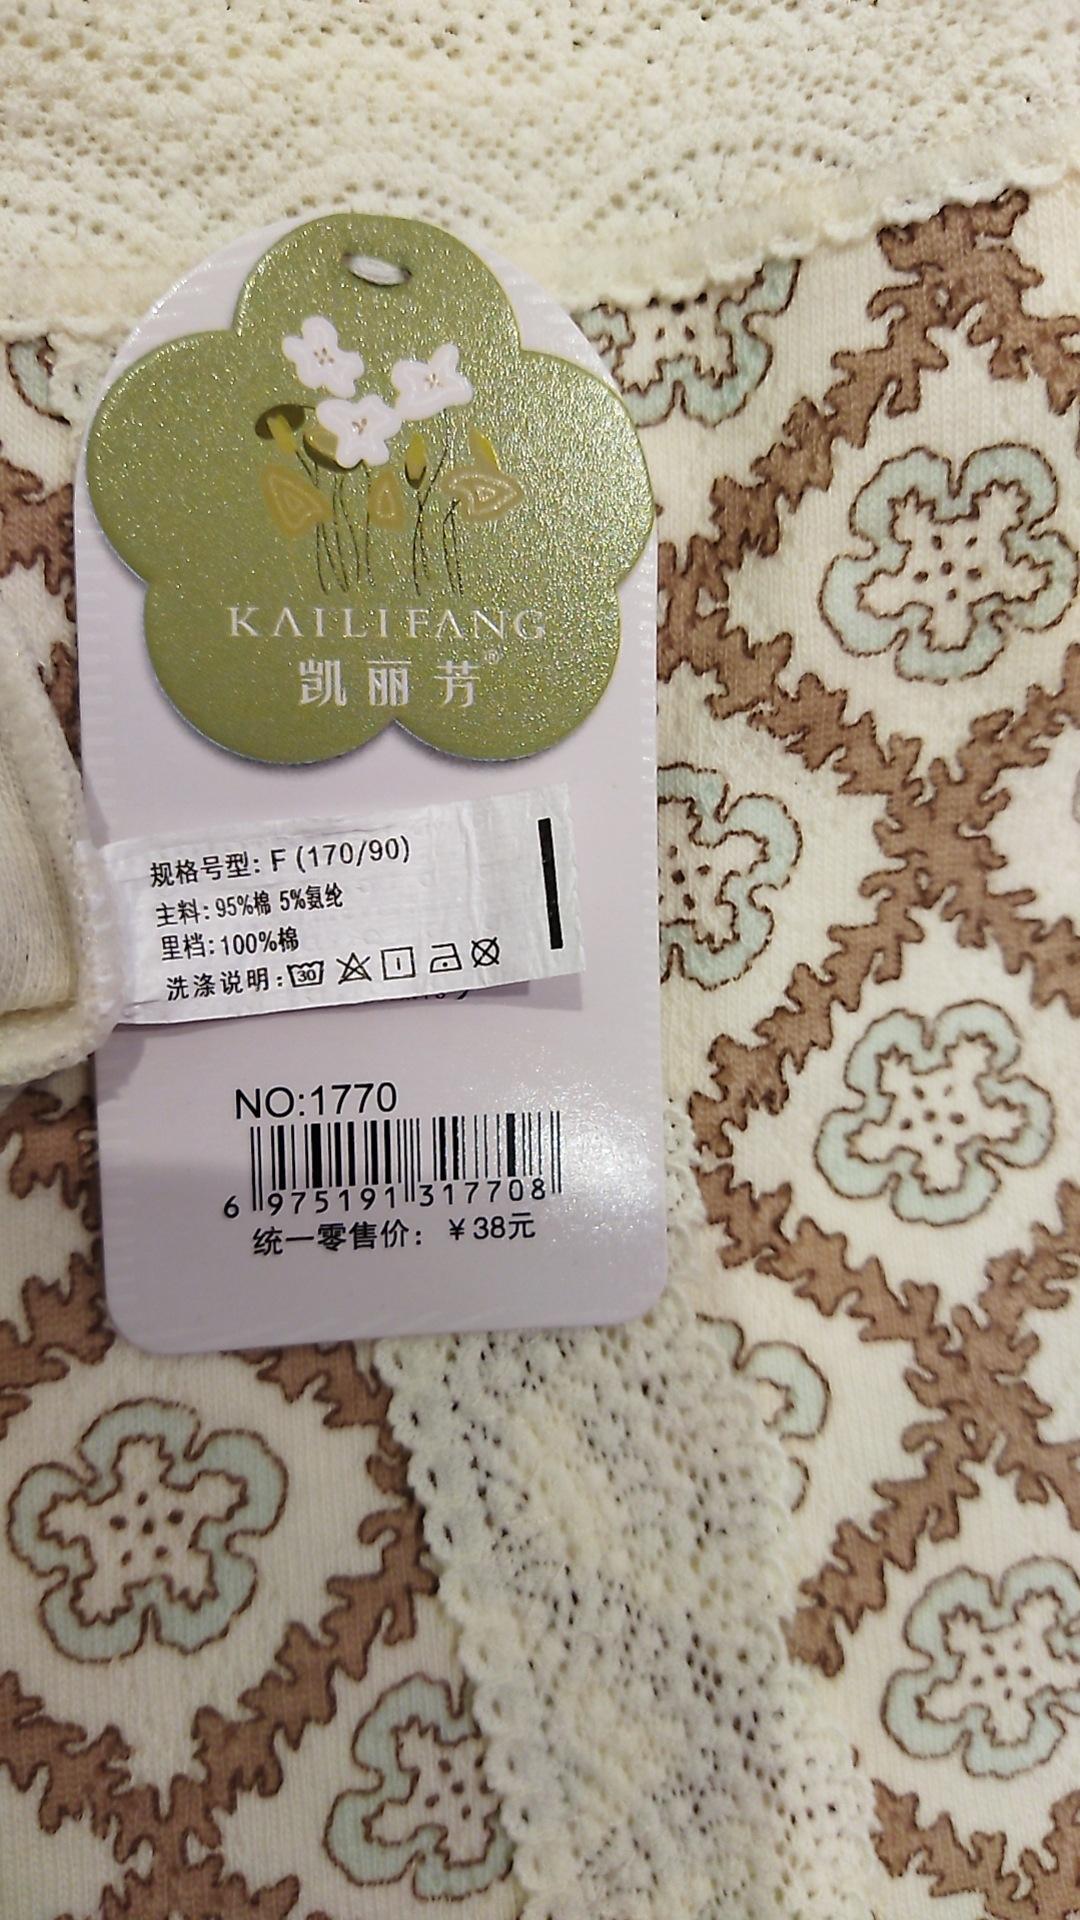 KAILIFANG
凯丽芳®
规格号型: F (170/90)
主料: 95%棉 5%氨纶
里档: 100%棉
洗涤说明: 30
NO:1770
6 975191 317708
统一零售价: ¥38元